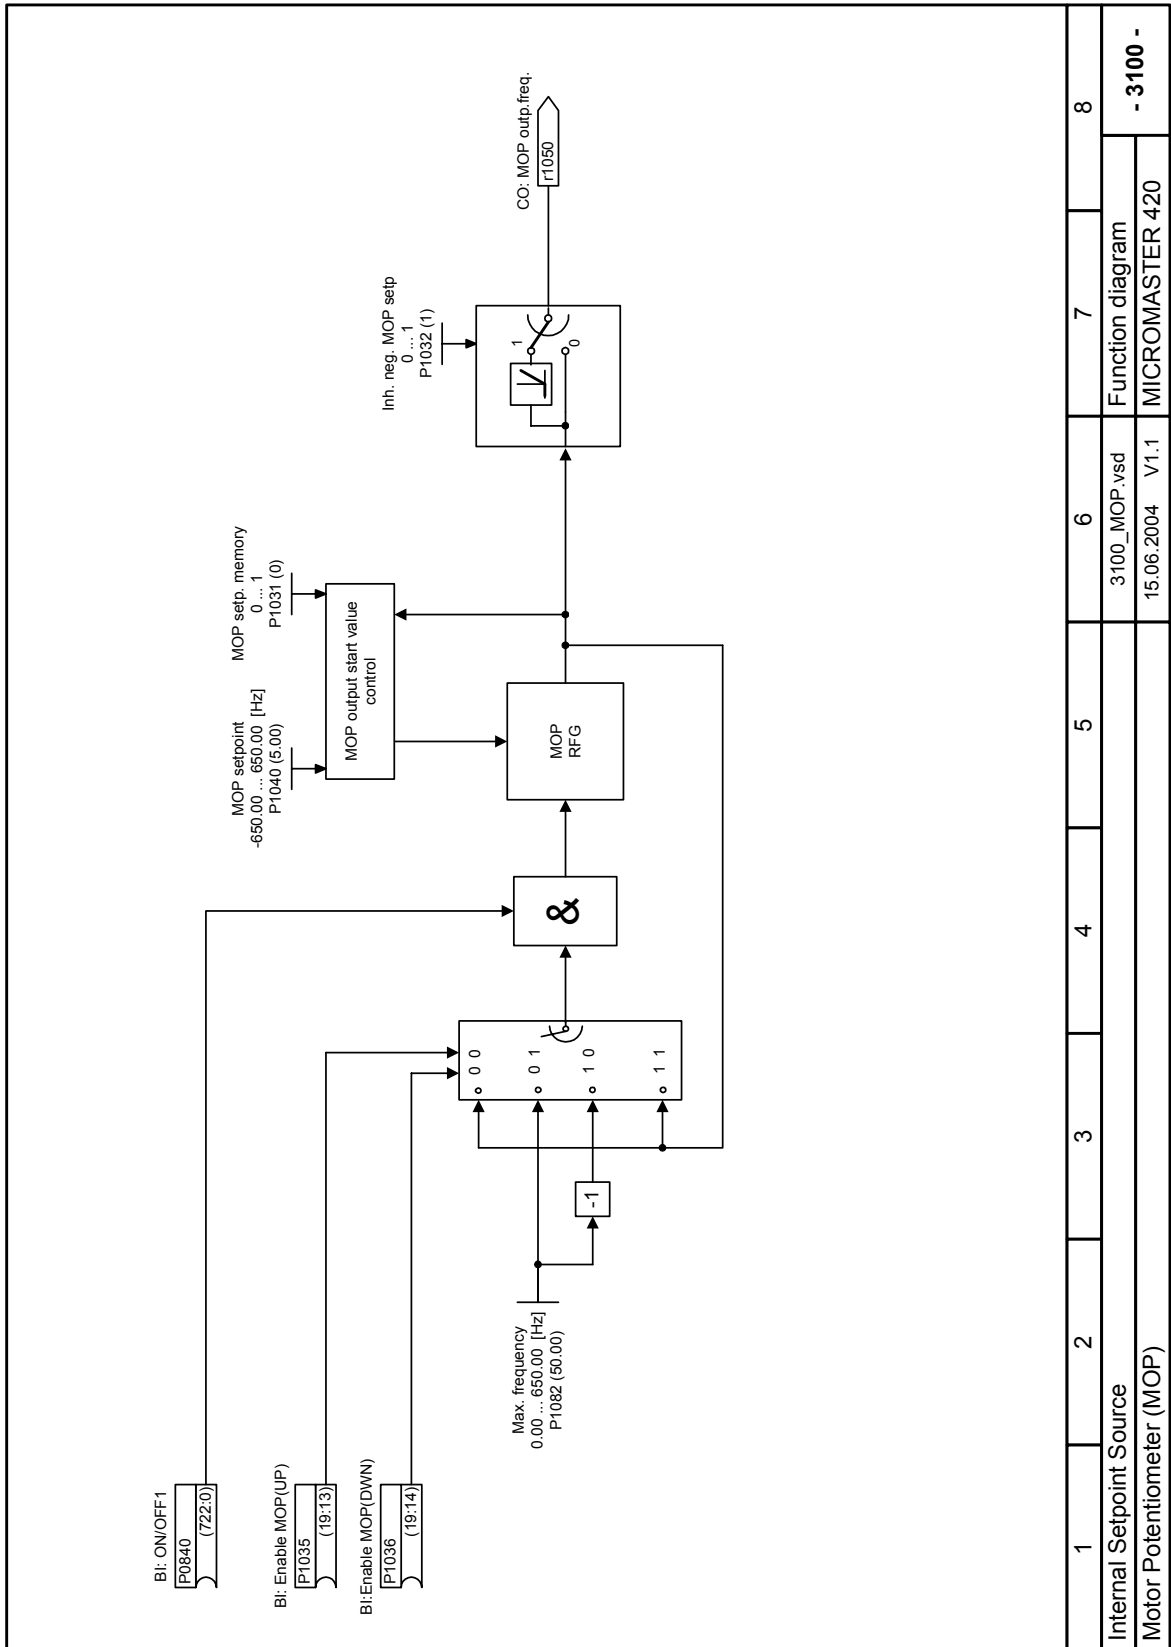 BI: ON/OFF1
P0840
(722:0)
BI: Enable MOP(UP)
P1035
(19:13)
BI:Enable MOP(DWN)
P1036
(19:14)
Max. frequency
0.00 ... 650.00 [Hz]
P1082 (50.00)
-1
0 0
0 1
1 0
1 1
&
MOP setpoint
-650.00 ... 650.00 [Hz]
P1040 (5.00)
MOP setp. memory
0 ... 1
P1031 (0)
MOP output start value
control
MOP
RFG
Inh. neg. MOP setp
0 ... 1
P1032 (1)
1
0
CO: MOP outp.freq.
r1050
1 2 3 4 5 6 7 8
Internal Setpoint Source
Motor Potentiometer (MOP)
3100_MOP.vsd
15.06.2004 V1.1
Function diagram
MICROMASTER 420
- 3100 -